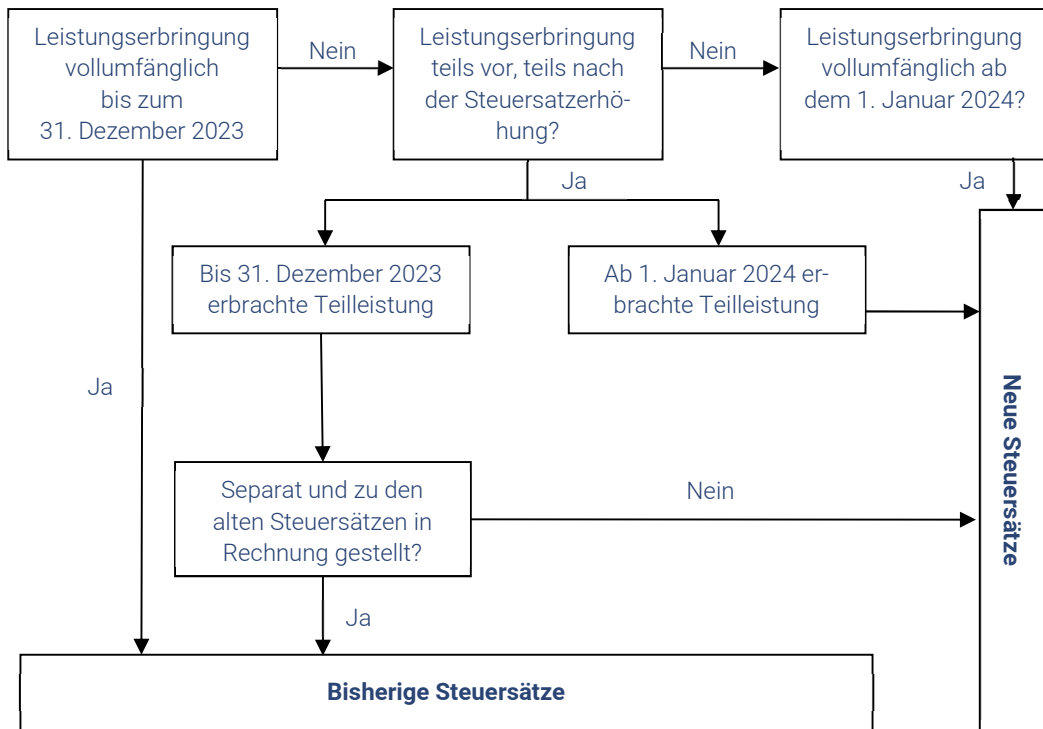 Leistungserbringung
vollumfänglich
bis zum
31. Dezember 2023
Nein
Leistungserbringung
teils vor, teils nach
der Steuersatzerhö-
hung?
Nein
Leistungserbringung
vollumfänglich ab
dem 1. Januar 2024?
Ja
Ja
Bis 31. Dezember 2023
erbrachte Teilleistung
Ab 1. Januar 2024 er-
brachte Teilleistung
Ja
Neue Steuersätze
Separat und zu den
alten Steuersätzen in
Rechnung gestellt?
Nein
Ja
Bisherige Steuersätze